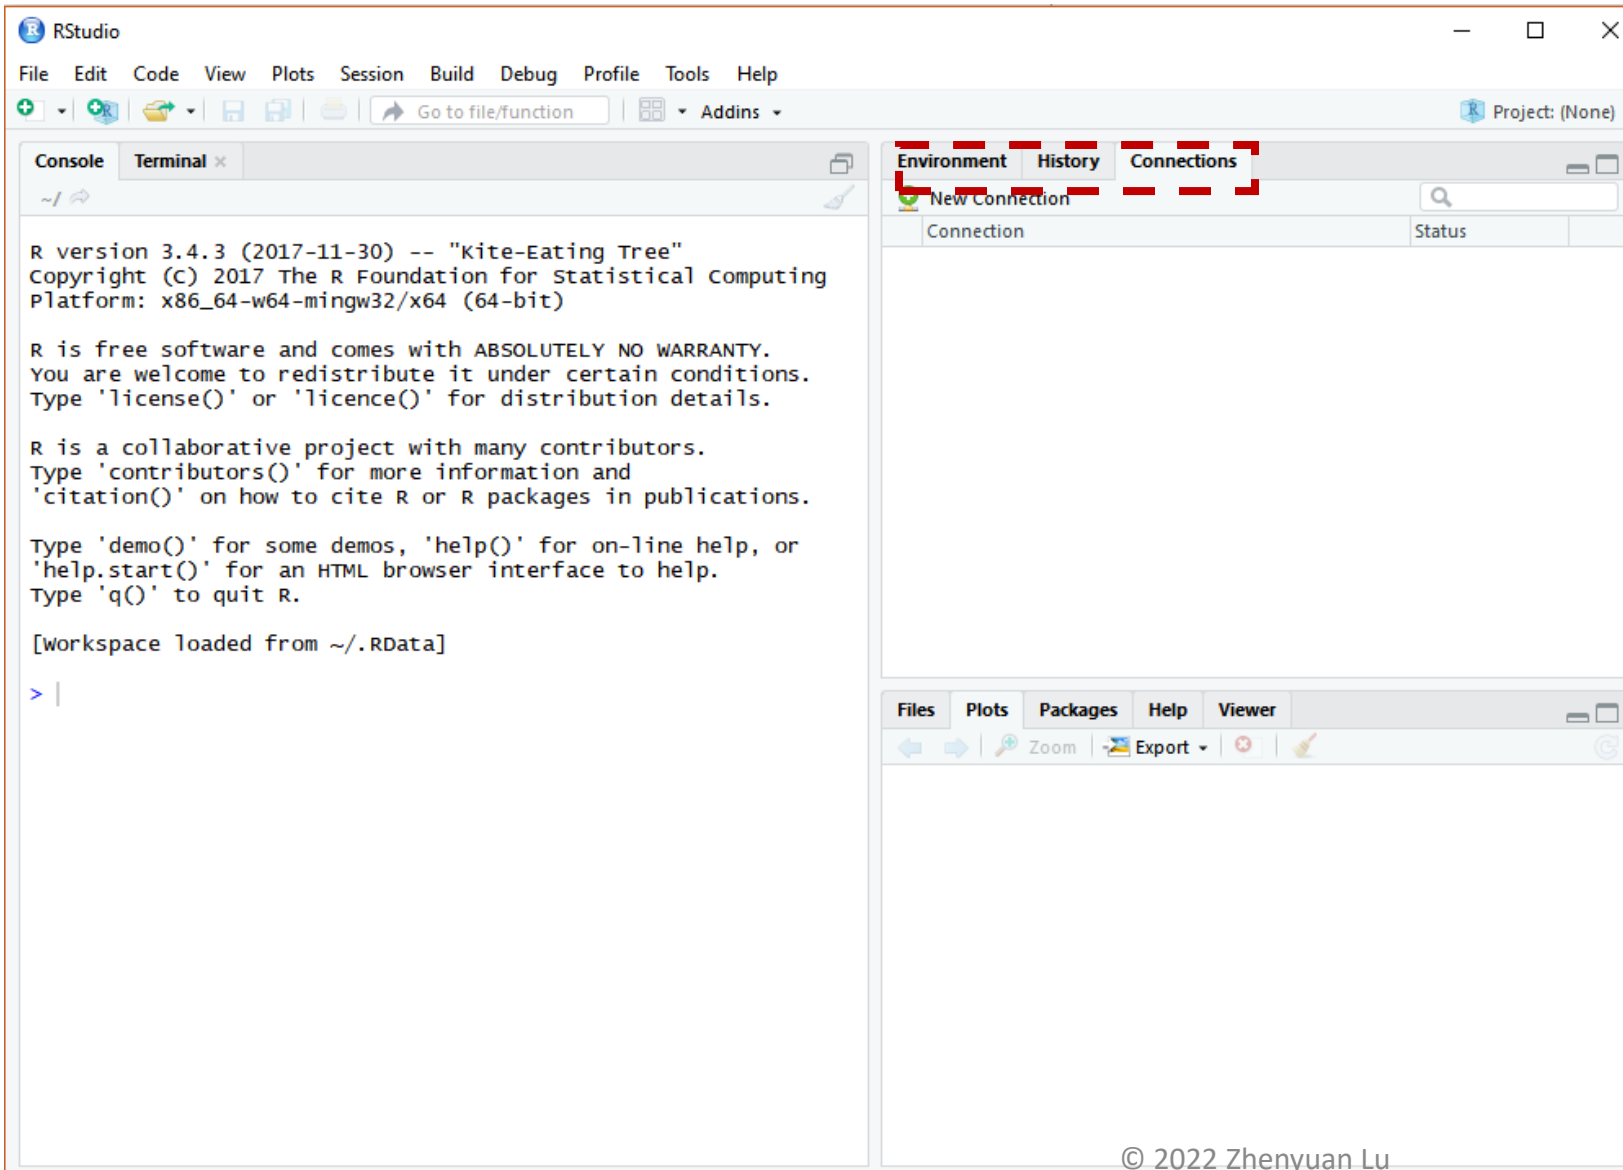 RStudio
File Edit Code View Plots Session Build Debug Profile Tools Help
Go to file/function Addins Project: (None)
Console Terminal
~/
R version 3.4.3 (2017-11-30) -- "Kite-Eating Tree"
Copyright (C) 2017 The R Foundation for Statistical Computing
Platform: x86_64-w64-mingw32/x64 (64-bit)
R is free software and comes with ABSOLUTELY NO WARRANTY.
You are welcome to redistribute it under certain conditions.
Type 'license()' or 'licence()' for distribution details.
R is a collaborative project with many contributors.
Type 'contributors()' for more information and
'citation()' on how to cite R or R packages in publications.
Type 'demo()' for some demos, 'help()' for on-line help, or
'help.start()' for an HTML browser interface to help.
Type 'q()' to quit R.
[Workspace loaded from ~/.RData]
>
Environment History Connections
New Connection
Connection Status
Files Plots Packages Help Viewer
Zoom Export
© 2022 Zhenyuan Lu